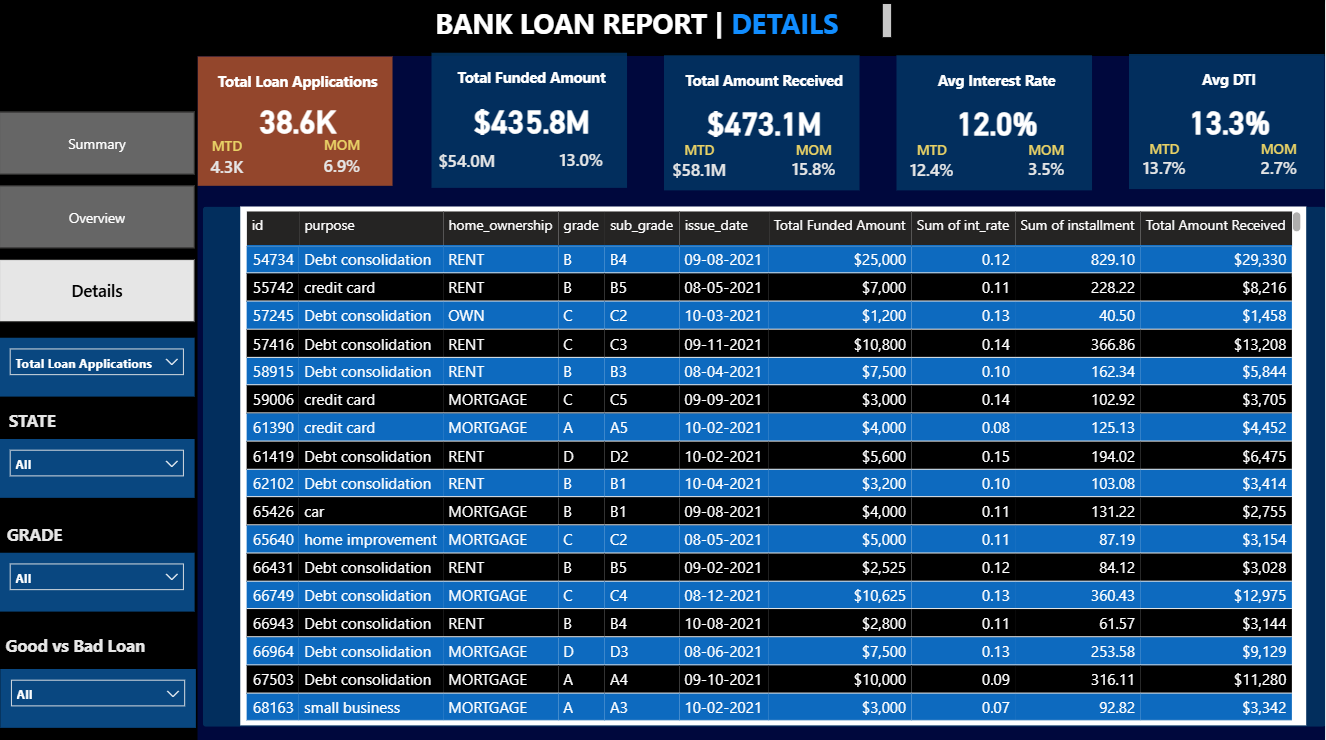 BANK LOAN REPORT | DETAILS
Total Loan Applications
38.6K
MTD MOM
4.3K 6.9%
Total Funded Amount
$435.8M
$54.0M 13.0%
Total Amount Received
$473.1M
MTD MOM
$58.1M 15.8%
Avg Interest Rate
12.0%
MTD MOM
12.4% 3.5%
Avg DTI
13.3%
MTD MOM
13.7% 2.7%
Summary
Overview
Details
Total Loan Applications
STATE
All
GRADE
All
Good vs Bad Loan
All
id purpose home_ownership grade sub_grade issue_date Total Funded Amount Sum of int_rate Sum of installment Total Amount Received
54734 Debt consolidation RENT B B4 09-08-2021 $25,000 0.12 829.10 $29,330
55742 credit card RENT B B5 08-05-2021 $7,000 0.11 228.22 $8,216
57245 Debt consolidation OWN C C2 10-03-2021 $1,200 0.13 40.50 $1,458
57416 Debt consolidation RENT C C3 09-11-2021 $10,800 0.14 366.86 $13,208
58915 Debt consolidation RENT B B3 08-04-2021 $7,500 0.10 162.34 $5,844
59006 credit card MORTGAGE C C5 09-09-2021 $3,000 0.14 102.92 $3,705
61390 credit card MORTGAGE A A5 10-02-2021 $4,000 0.08 125.13 $4,452
61419 Debt consolidation RENT D D2 10-02-2021 $5,600 0.15 194.02 $6,475
62102 Debt consolidation RENT B B1 10-04-2021 $3,200 0.10 103.08 $3,414
65426 car MORTGAGE B B1 09-08-2021 $4,000 0.11 131.22 $2,755
65640 home improvement MORTGAGE C C2 08-05-2021 $5,000 0.11 87.19 $3,154
66431 Debt consolidation RENT B B5 09-02-2021 $2,525 0.12 84.12 $3,028
66749 Debt consolidation MORTGAGE C C4 08-12-2021 $10,625 0.13 360.43 $12,975
66943 Debt consolidation RENT B B4 10-08-2021 $2,800 0.11 61.57 $3,144
66964 Debt consolidation MORTGAGE D D3 08-06-2021 $7,500 0.13 253.58 $9,129
67503 Debt consolidation MORTGAGE A A4 09-10-2021 $10,000 0.09 316.11 $11,280
68163 small business MORTGAGE A A3 10-02-2021 $3,000 0.07 92.82 $3,342